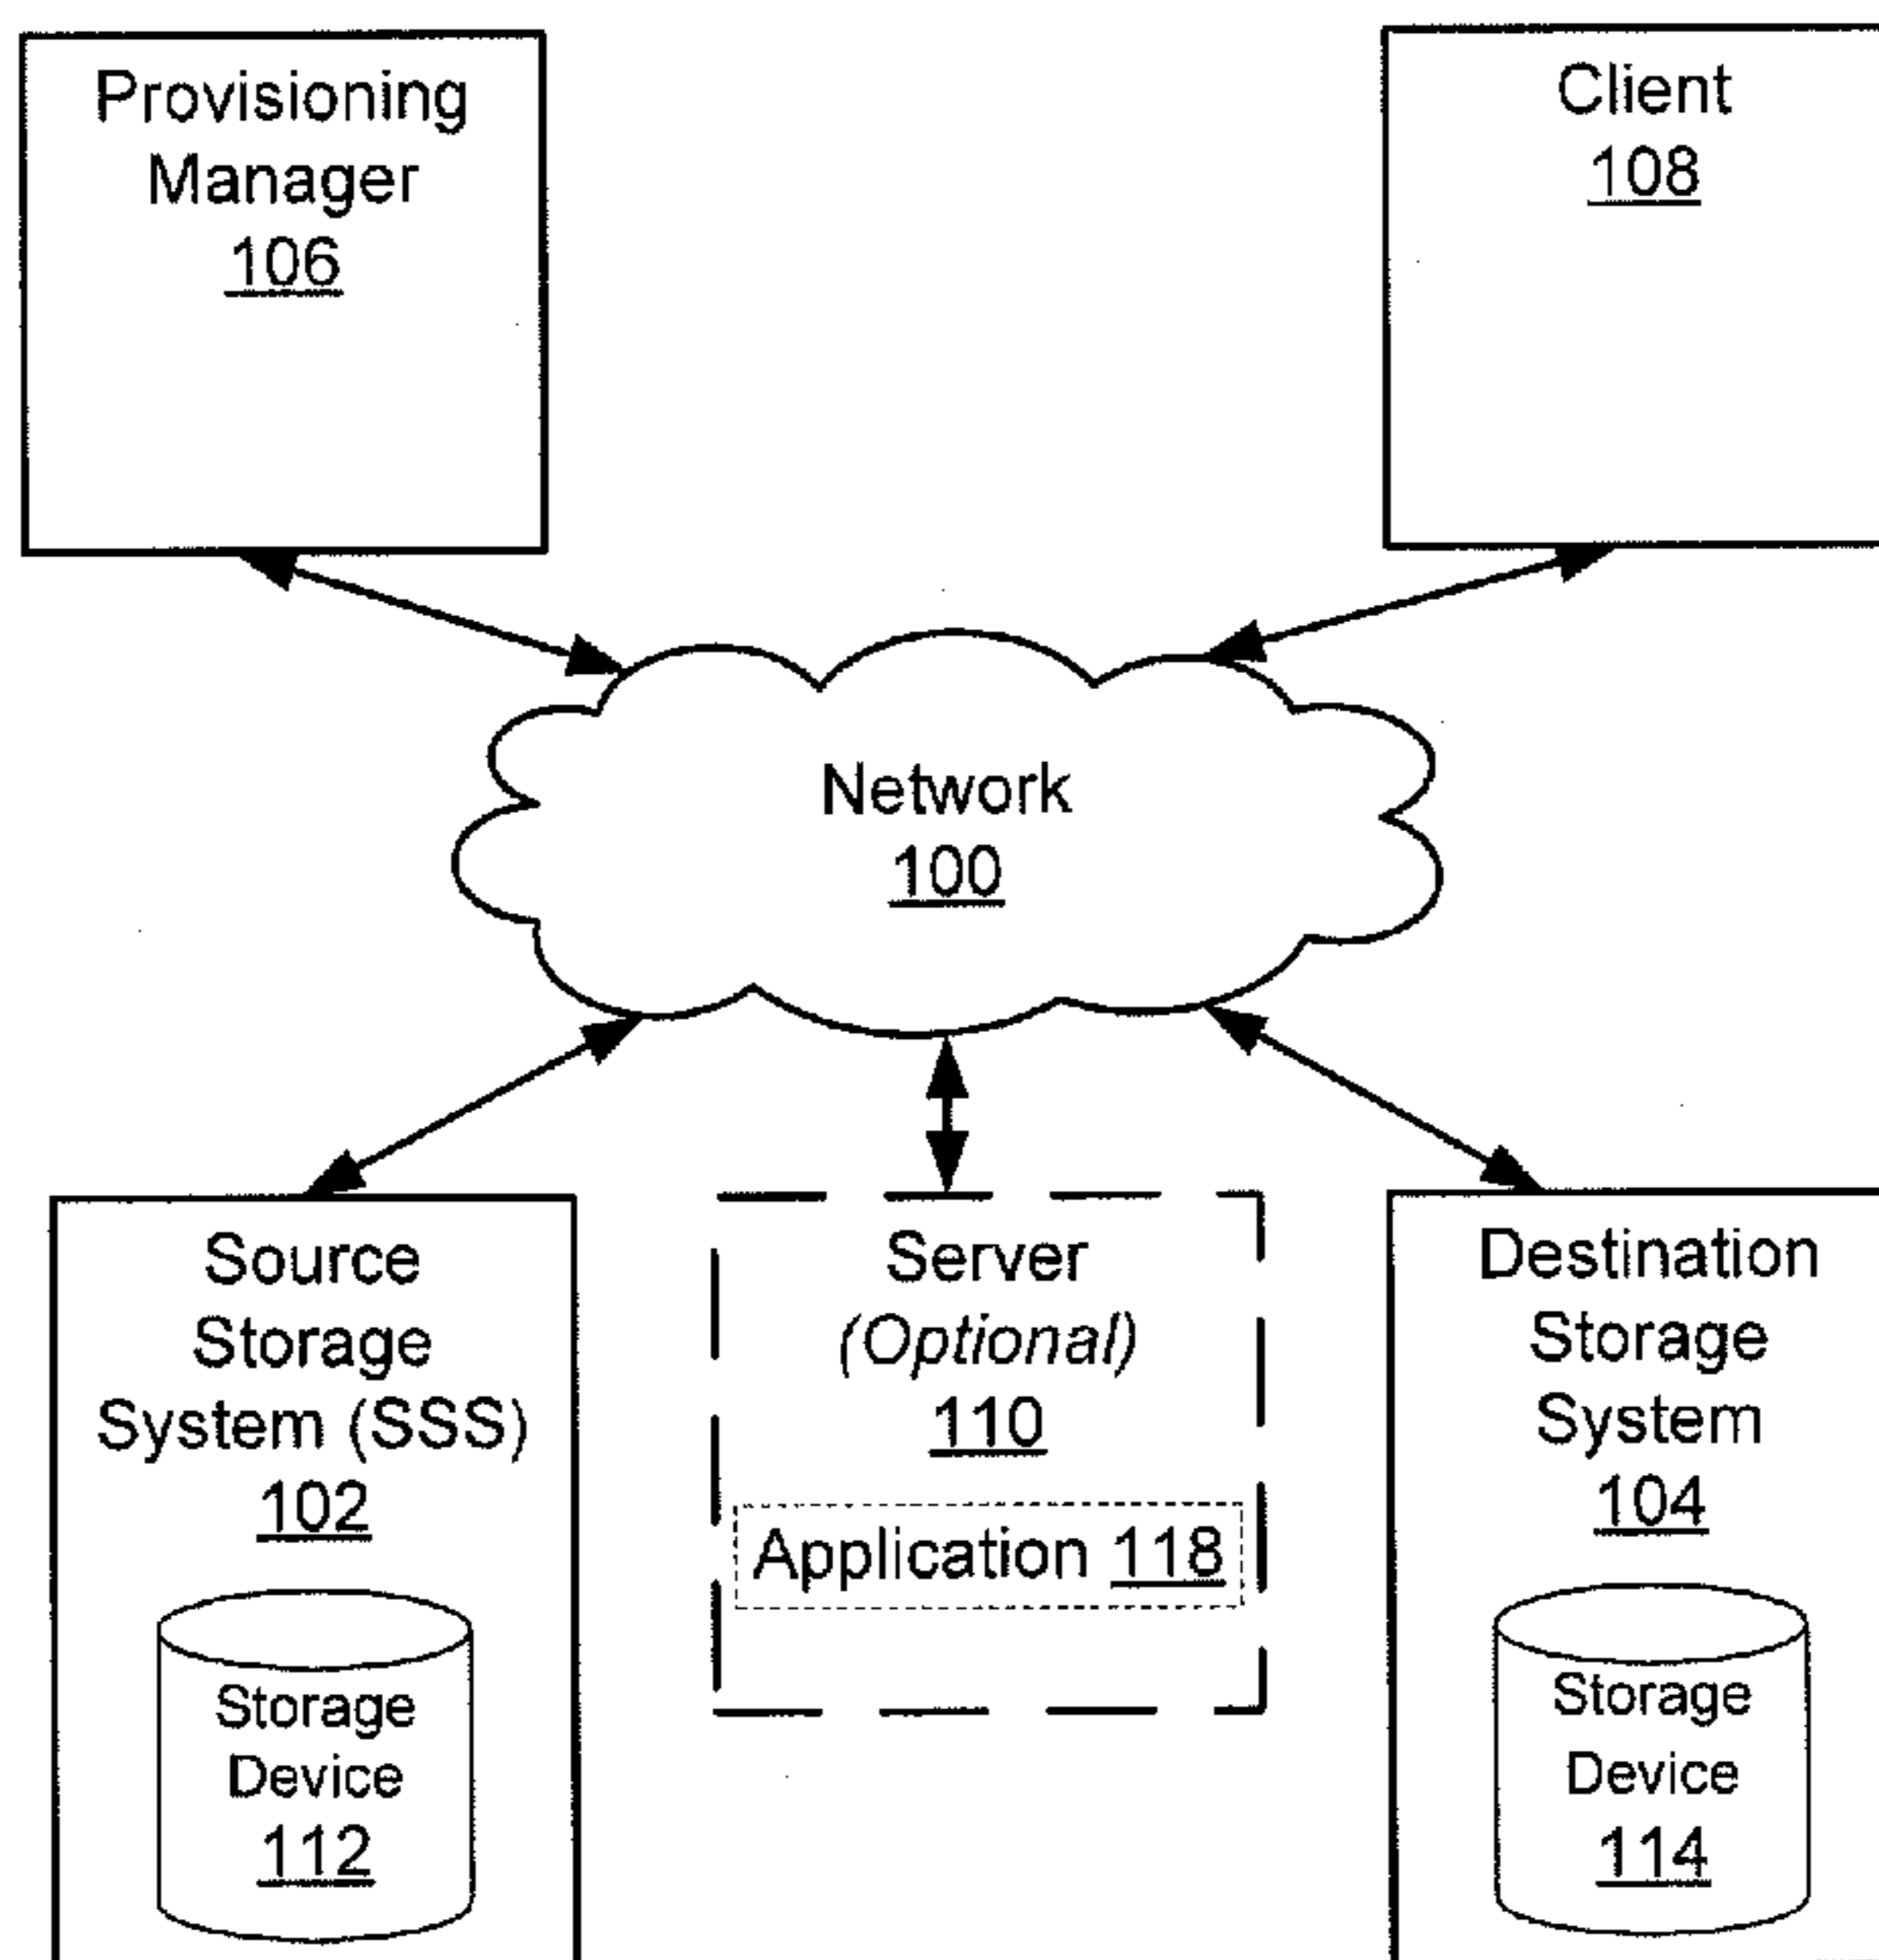 Provisioning
Manager
106
Client
108
Network
100
Source
Storage
System (SSS)
102
Storage
Device
112
Server
(Optional)
110
Application 118
Destination
Storage
System
104
Storage
Device
114